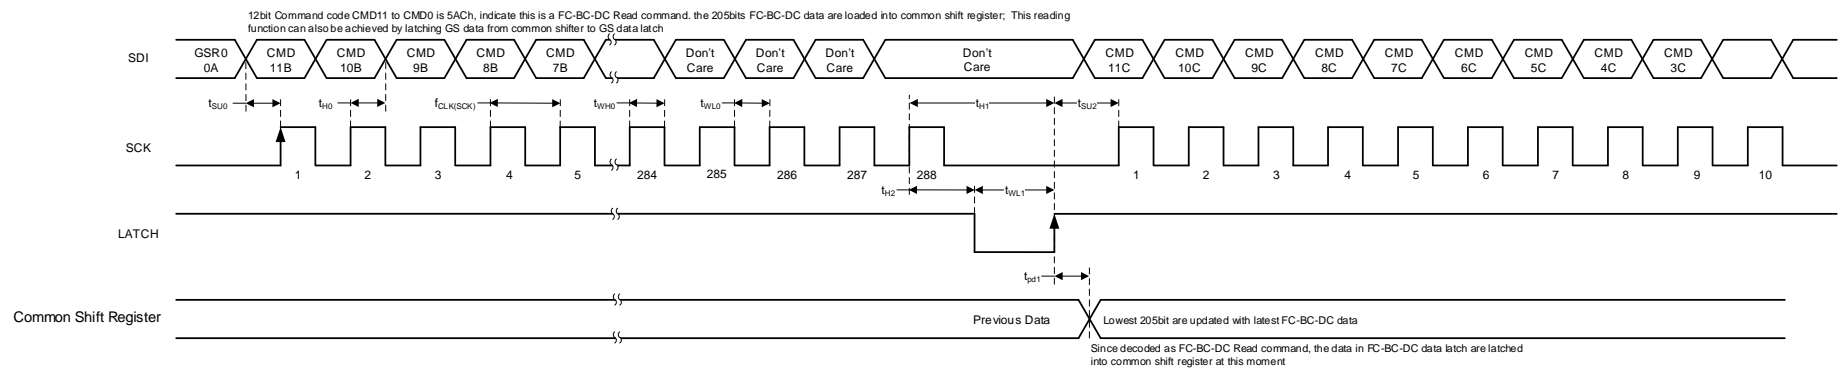 12bit Command code CMD11 to CMD0 is 5ACh, indicate this is a FC-BC-DC Read command. the 205bits FC-BC-DC data are loaded into common shift register; This reading
function can also be achieved by latching GS data from common shifter to GS data latch
SDI
GSR0 0A
CMD 11B
CMD 10B
CMD 9B
CMD 8B
CMD 7B
Don't Care
Don't Care
Don't Care
Don't Care
CMD 11C
CMD 10C
CMD 9C
CMD 8C
CMD 7C
CMD 6C
CMD 5C
CMD 4C
CMD 3C
tSU0
tH0
fCLK(SCK)
tWH0
tWL0
tH1
tSU2
SCK
1 2 3 4 5 284 285 286 287 288 1 2 3 4 5 6 7 8 9 10
tH2
tWL1
LATCH
tpd1
Common Shift Register
Previous Data
Lowest 205bit are updated with latest FC-BC-DC data
Since decoded as FC-BC-DC Read command, the data in FC-BC-DC data latch are latched
into common shift register at this moment